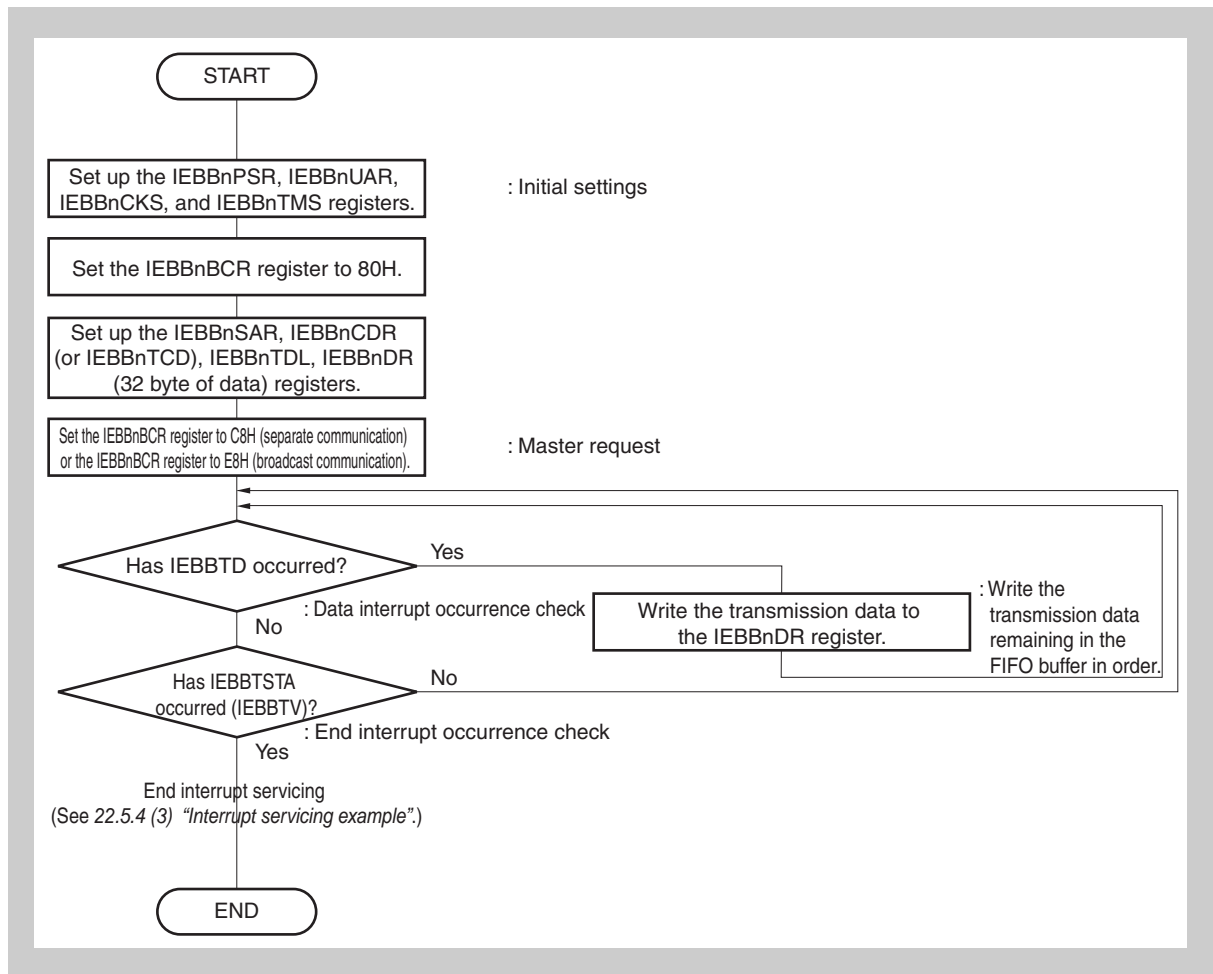 START
Set up the IEBBnPSR, IEBBnUAR,
IEBBnCKS, and IEBBnTMS registers.
: Initial settings
Set the IEBBnBCR register to 80H.
Set up the IEBBnSAR, IEBBnCDR
(or IEBBnTCD), IEBBnTDL, IEBBnDR
(32 byte of data) registers.
Set the IEBBnBCR register to C8H (separate communication)
or the IEBBnBCR register to E8H (broadcast communication).
: Master request
Has IEBBTD occurred?
Yes
: Data interrupt occurrence check
No
Write the transmission data to
the IEBBnDR register.
: Write the
transmission data
remaining in the
FIFO buffer in order.
Has IEBBTSTA
occurred (IEBBTV)?
No
: End interrupt occurrence check
Yes
End interrupt servicing
(See 22.5.4 (3) “Interrupt servicing example”.)
END